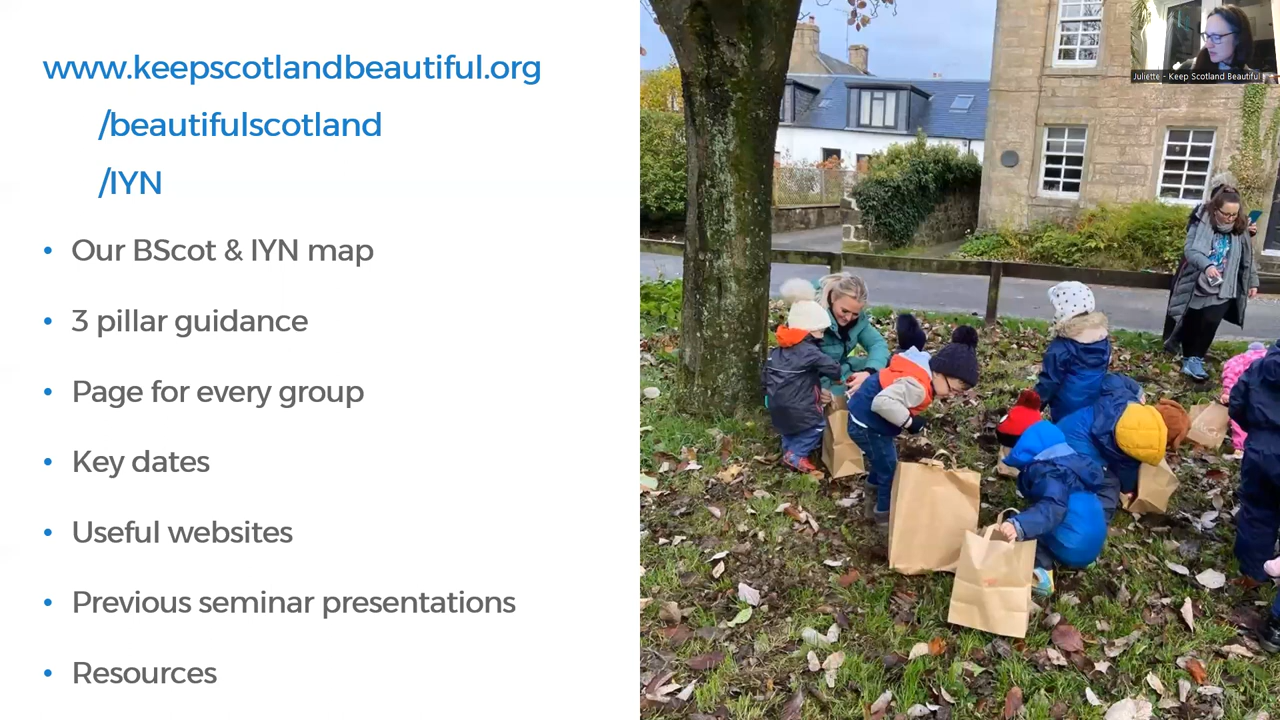 www.keepscotlandbeautiful.org
/beautifulscotland
/IYN
• Our BScot & IYN map
• 3 pillar guidance
• Page for every group
• Key dates
• Useful websites
• Previous seminar presentations
• Resources
Juliette - Keep Scotland Beautiful